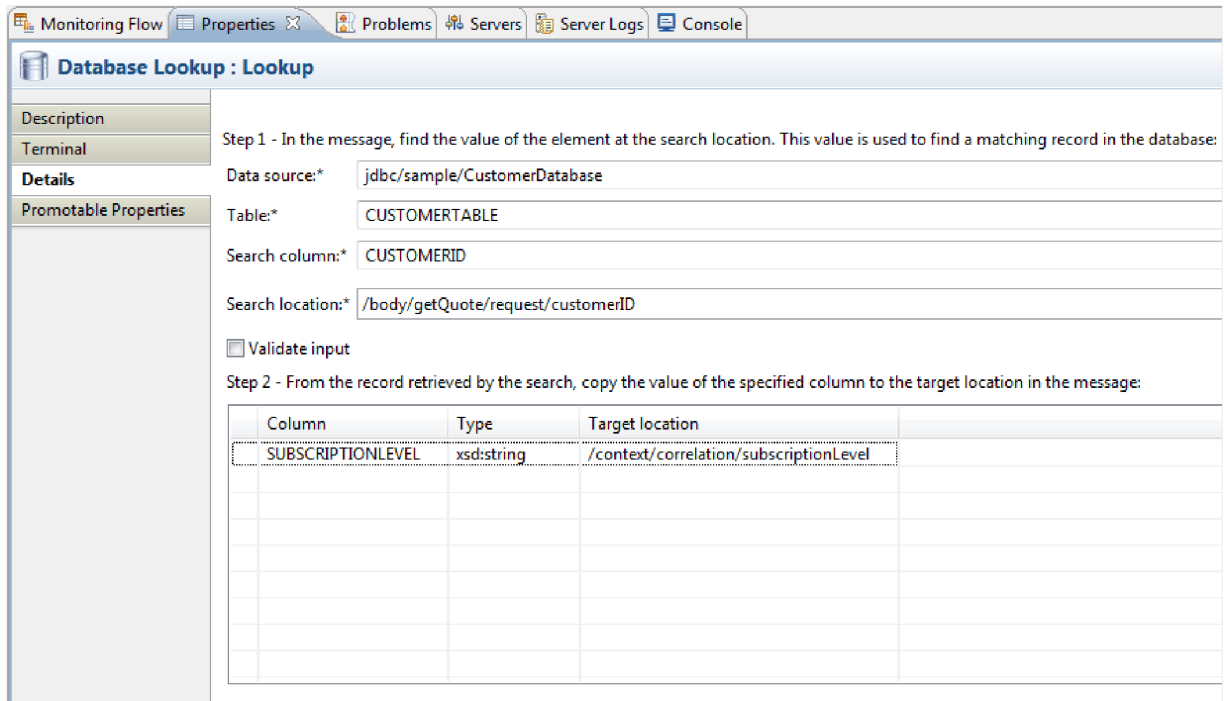 Monitoring Flow Properties Problems Servers Server Logs Console
Database Lookup : Lookup
Description
Terminal
Details
Promotable Properties
Step 1 - In the message, find the value of the element at the search location. This value is used to find a matching record in the database:
Data source:* jdbc/sample/CustomerDatabase
Table:* CUSTOMERTABLE
Search column:* CUSTOMERID
Search location:* /body/getQuote/request/customerID
Validate input
Step 2 - From the record retrieved by the search, copy the value of the specified column to the target location in the message:
Column Type Target location
SUBSCRIPTIONLEVEL xsd:string /context/correlation/subscriptionLevel